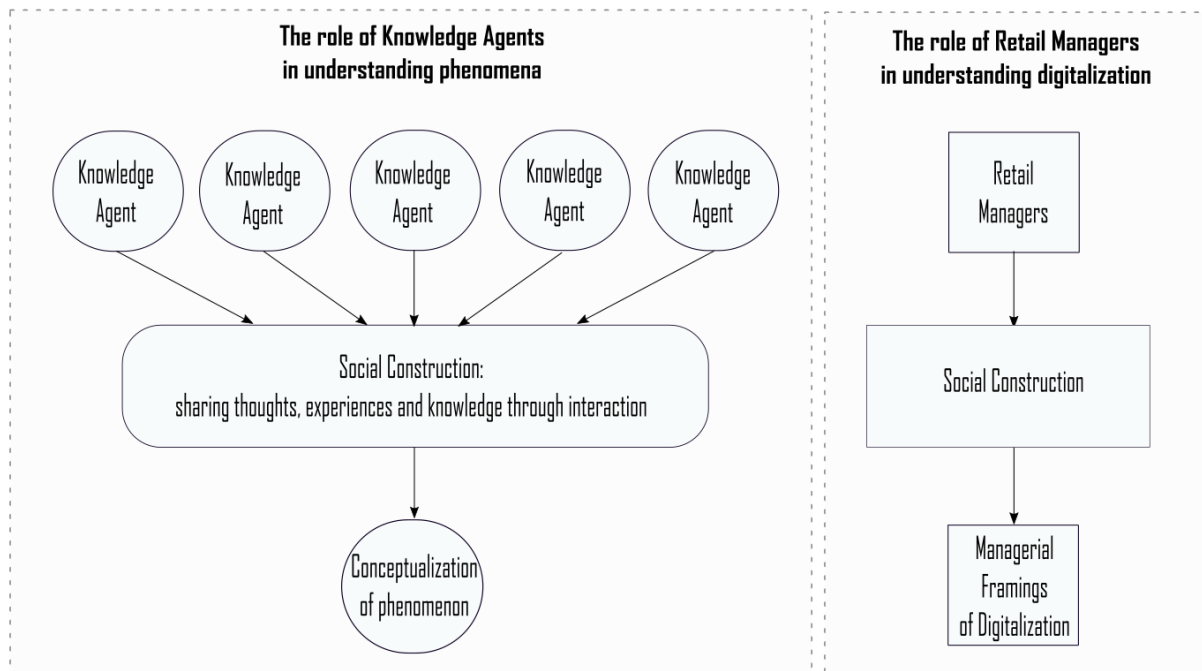 The role of Knowledge Agents
in understanding phenomena
Knowledge
Agent
Knowledge
Agent
Knowledge
Agent
Knowledge
Agent
Knowledge
Agent
Social Construction:
sharing thoughts, experiences and knowledge through interaction
Conceptualization
of phenomenon
The role of Retail Managers
in understanding digitalization
Retail
Managers
Social Construction
Managerial
Framings
of Digitalization